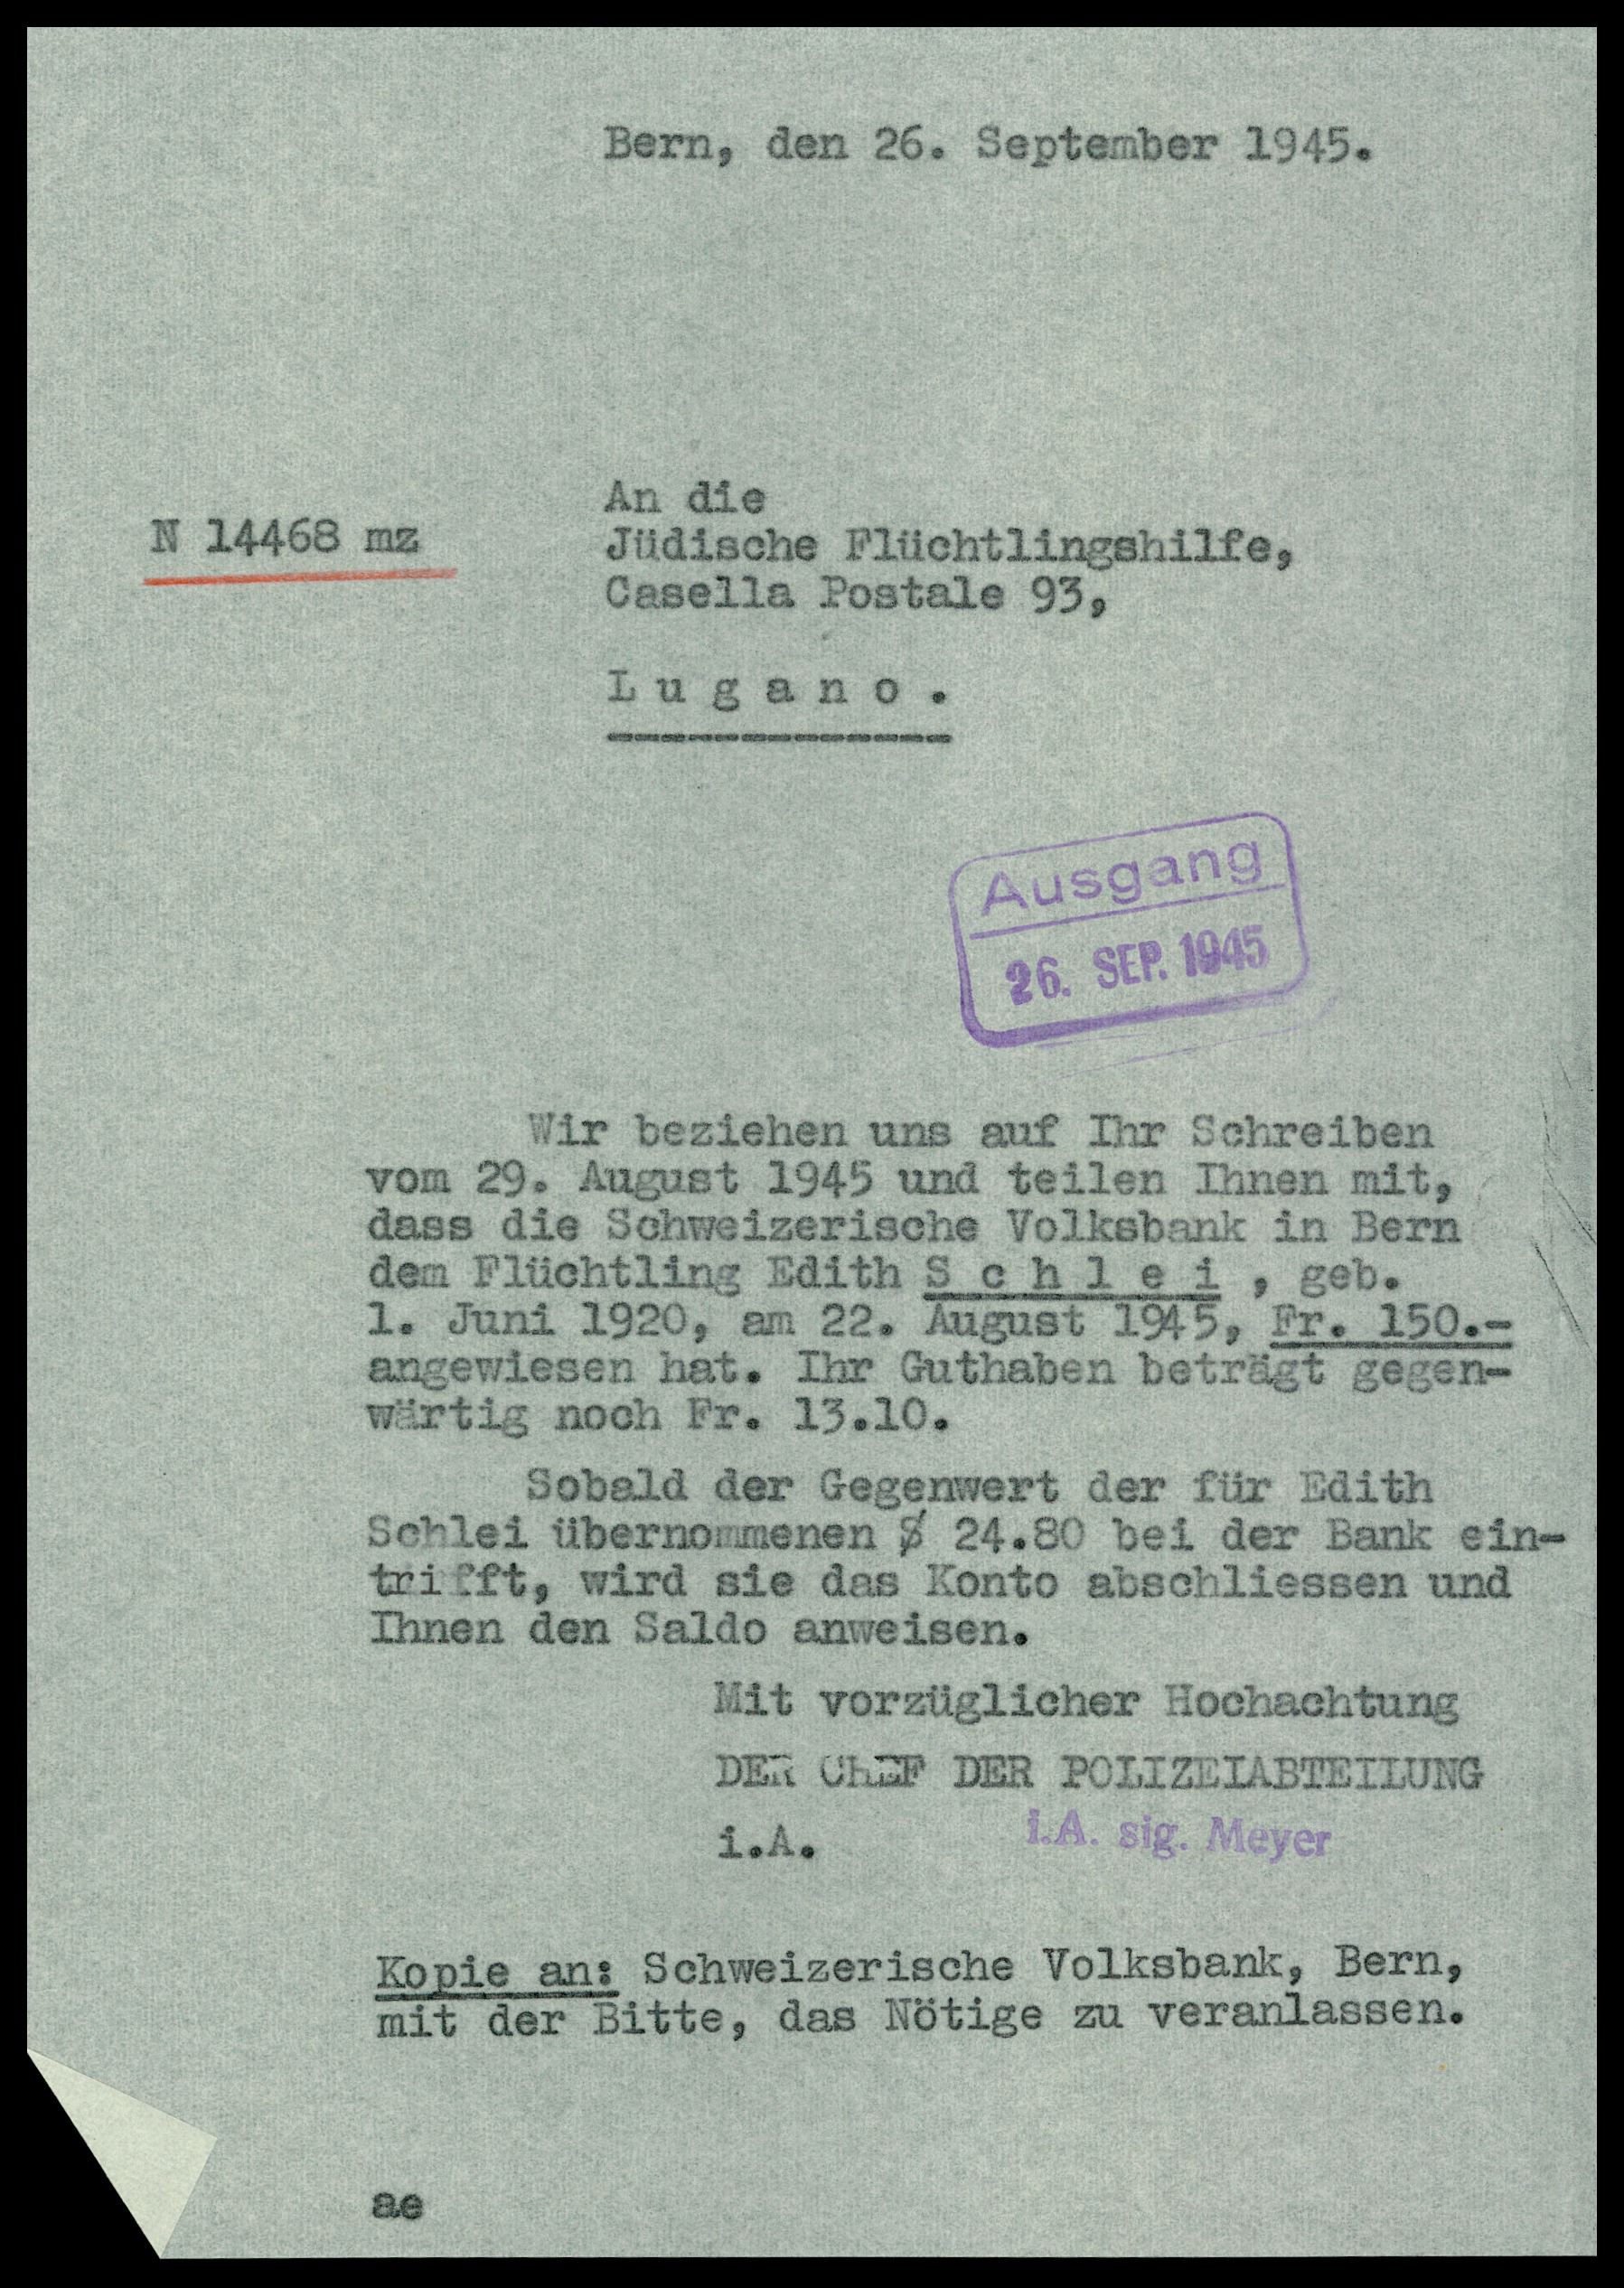 Bern, den 26. September 1945.
N 14468 mz
An die
Jüdische Flüchtlingshilfe,
Casella Postale 93,
L u g a n o .
Ausgang
26. SEP. 1945
Wir beziehen uns auf Ihr Schreiben
vom 29. August 1945 und teilen Ihnen mit,
dass die Schweizerische Volksbank in Bern
dem Flüchtling Edith S c h l e i , geb.
1. Juni 1920, am 22. August 1945, Fr. 150.-
angewiesen hat. Ihr Guthaben beträgt gegen-
wärtig noch Fr. 13.10.
Sobald der Gegenwert der für Edith
Schlei übernommenen $ 24.80 bei der Bank ein-
trifft, wird sie das Konto abschliessen und
Ihnen den Saldo anweisen.
Mit vorzüglicher Hochachtung
DER CHEF DER POLIZEIABTEILUNG
i.A.
i.A. sig. Meyer
Kopie an: Schweizerische Volksbank, Bern,
mit der Bitte, das Nötige zu veranlassen.
ae